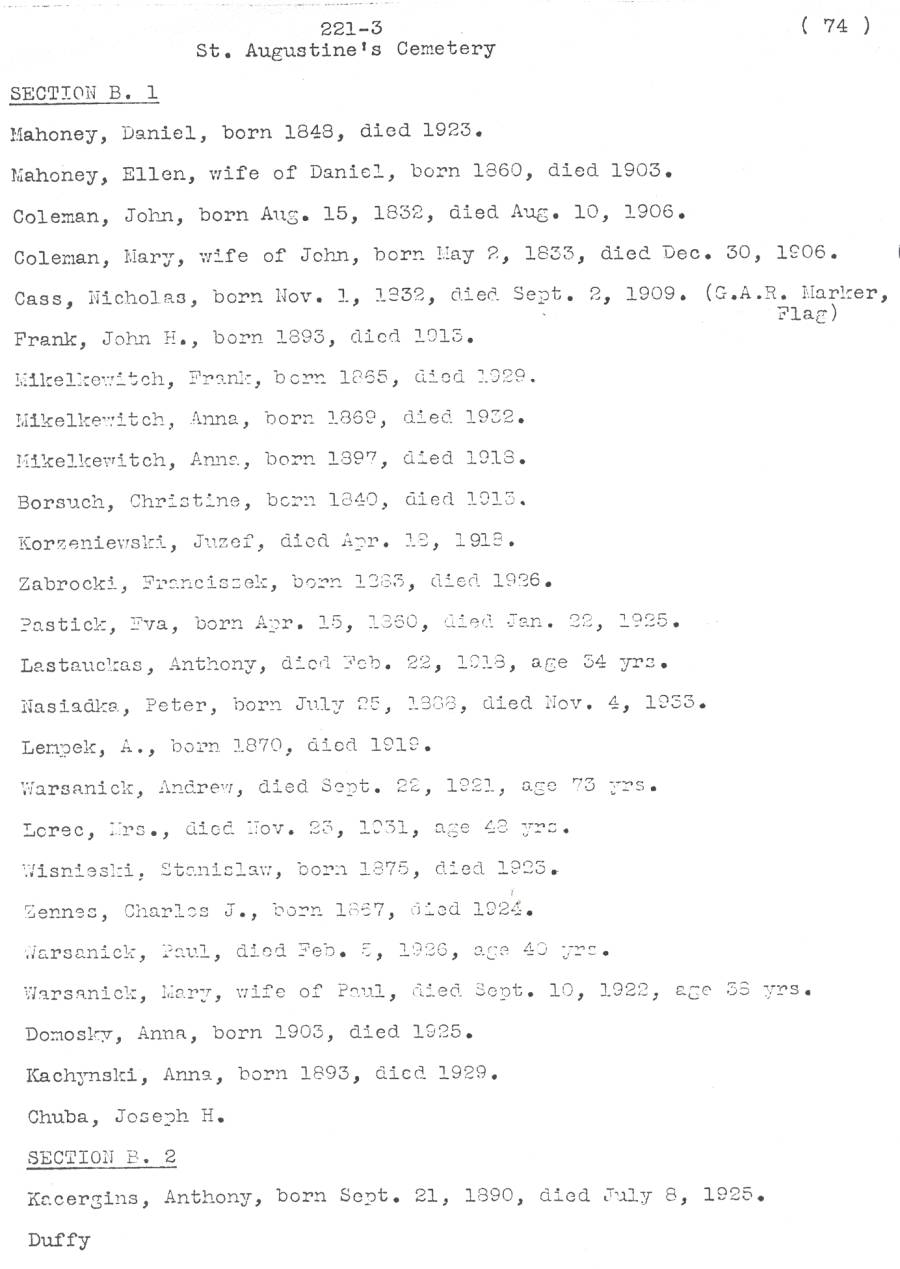 221-3
( 74 )
St. Augustine's Cemetery
SECTION B. 1
Mahoney, Daniel, born 1848, died 1923.
Mahoney, Ellen, wife of Daniel, born 1860, died 1903.
Coleman, John, born Aug. 15, 1832, died Aug. 10, 1906.
Coleman, Mary, wife of John, born May 2, 1833, died Dec. 30, 1906.
Cass, Nicholas, born Nov. 1, 1832, died Sept. 2, 1909. (G.A.R. Marker,
Flag)
Frank, John H., born 1893, died 1913.
Mikelkewitch, Frank, born 1865, died 1929.
Mikelkewitch, Anna, born 1869, died 1932.
Mikelkewitch, Anna, born 1897, died 1918.
Borsuch, Christine, born 1840, died 1913.
Korzeniewski, Juzef, died Apr. 18, 1918.
Zabrocki, Franciszek, born 1883, died 1926.
Pastick, Eva, born Apr. 15, 1860, died Jan. 22, 1925.
Lastauckas, Anthony, died Feb. 22, 1918, age 34 yrs.
Nasiadka, Peter, born July 25, 1888, died Nov. 4, 1933.
Lempek, A., born 1870, died 1919.
Warsanick, Andrew, died Sept. 22, 1921, age 73 yrs.
Lorec, Mrs., died Nov. 23, 1931, age 48 yrs.
Wisnieski, Stanislaw, born 1875, died 1923.
Zennes, Charles J., born 1867, died 1924.
Warsanick, Paul, died Feb. 5, 1926, age 40 yrs.
Warsanick, Mary, wife of Paul, died Sept. 10, 1922, age 38 yrs.
Domosky, Anna, born 1903, died 1925.
Kachynski, Anna, born 1893, died 1929.
Chuba, Joseph H.
SECTION B. 2
Kacergins, Anthony, born Sept. 21, 1890, died July 8, 1925.
Duffy